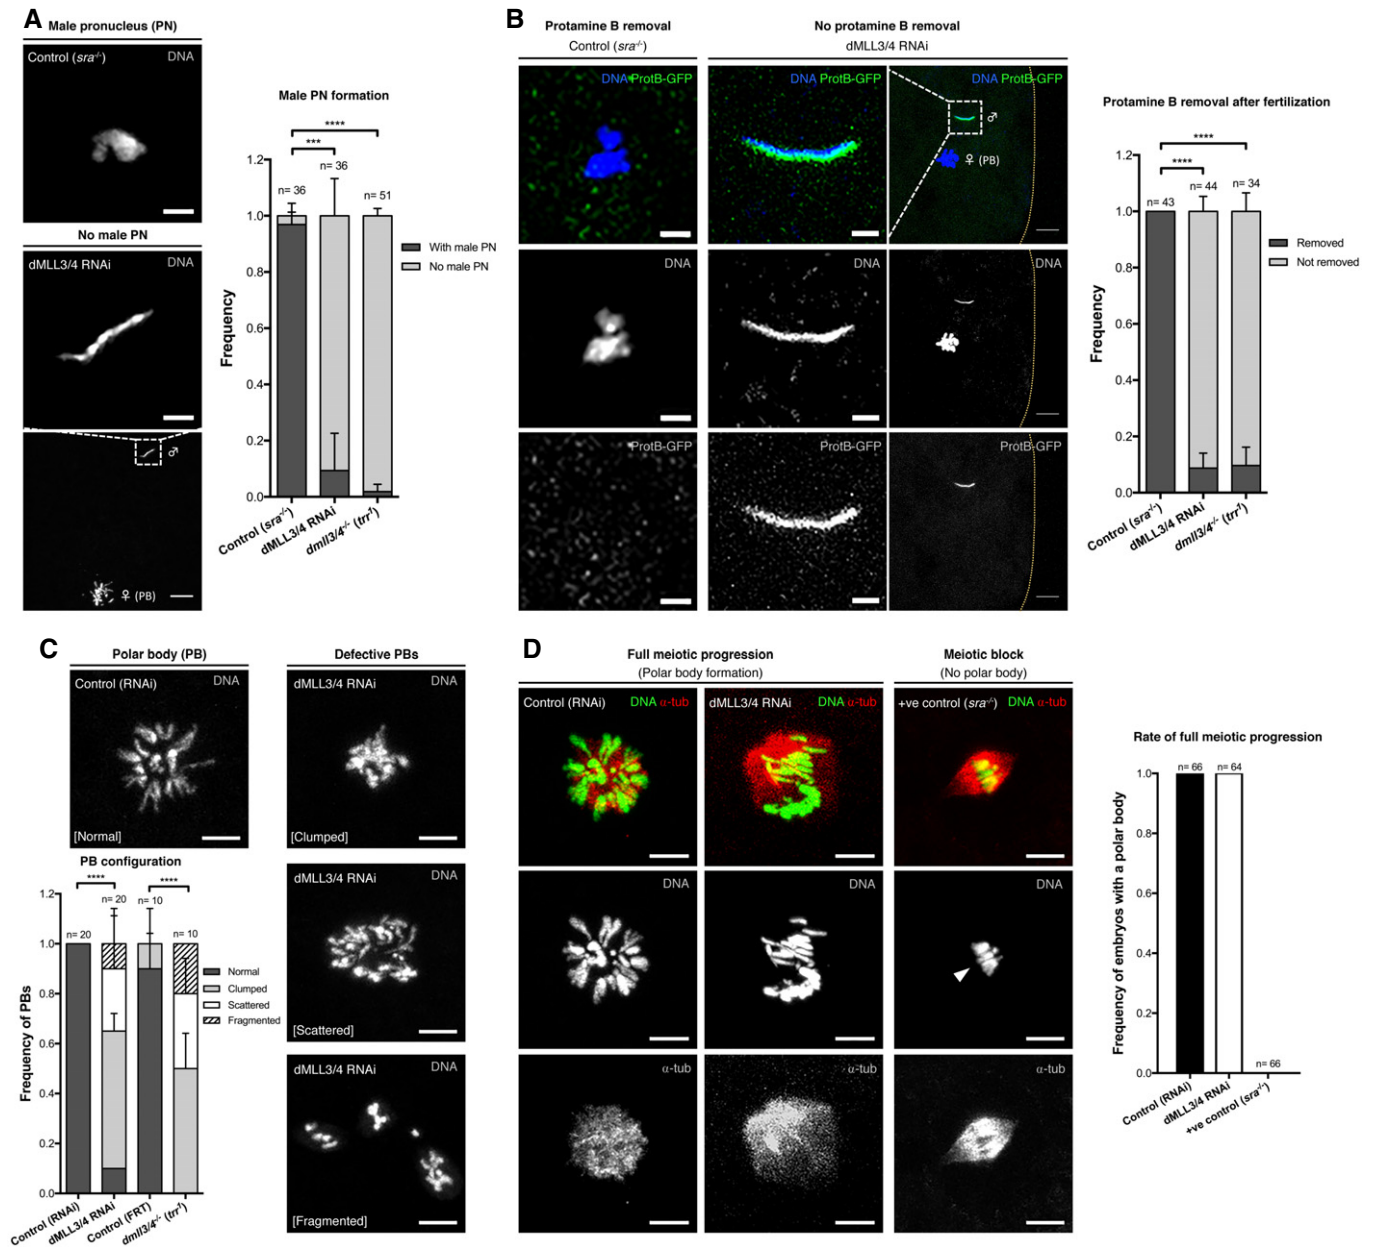 A
Male pronucleus (PN)
Control (sra-/-) DNA
No male PN
dMLL3/4 RNAi DNA
♂
♀ (PB)
Male PN formation
****
***
n= 36
n= 36
n= 51
Frequency
1.2
1.0
0.8
0.6
0.4
0.2
0.0
With male PN
No male PN
Control (sra-/-)
dMLL3/4 RNAi
dmll3/4-/- (trr1)
B
Protamine B removal
Control (sra-/-)
No protamine B removal
dMLL3/4 RNAi
DNA ProtB-GFP
DNA ProtB-GFP
DNA ProtB-GFP
♂
♀ (PB)
DNA
DNA
DNA
ProtB-GFP
ProtB-GFP
ProtB-GFP
Protamine B removal after fertilization
****
****
n= 43
n= 44
n= 34
Frequency
1.2
1.0
0.8
0.6
0.4
0.2
0.0
Removed
Not removed
Control (sra-/-)
dMLL3/4 RNAi
dmll3/4-/- (trr1)
C
Polar body (PB)
Control (RNAi) DNA
[Normal]
Defective PBs
dMLL3/4 RNAi DNA
[Clumped]
dMLL3/4 RNAi DNA
[Scattered]
dMLL3/4 RNAi DNA
[Fragmented]
PB configuration
****
****
n= 20
n= 20
n= 10
n= 10
Frequency of PBs
1.2
1.0
0.8
0.6
0.4
0.2
0.0
Normal
Clumped
Scattered
Fragmented
Control (RNAi)
dMLL3/4 RNAi
Control (FRT)
dmll3/4-/- (trr1)
D
Full meiotic progression
(Polar body formation)
Meiotic block
(No polar body)
Control (RNAi) DNA α-tub
dMLL3/4 RNAi DNA α-tub
+ve control (sra-/-) DNA α-tub
DNA
DNA
DNA
α-tub
α-tub
α-tub
Rate of full meiotic progression
n= 66
n= 64
n= 66
Frequency of embryos with a polar body
1.0
0.8
0.6
0.4
0.2
0.0
Control (RNAi)
dMLL3/4 RNAi
+ve control (sra-/-)